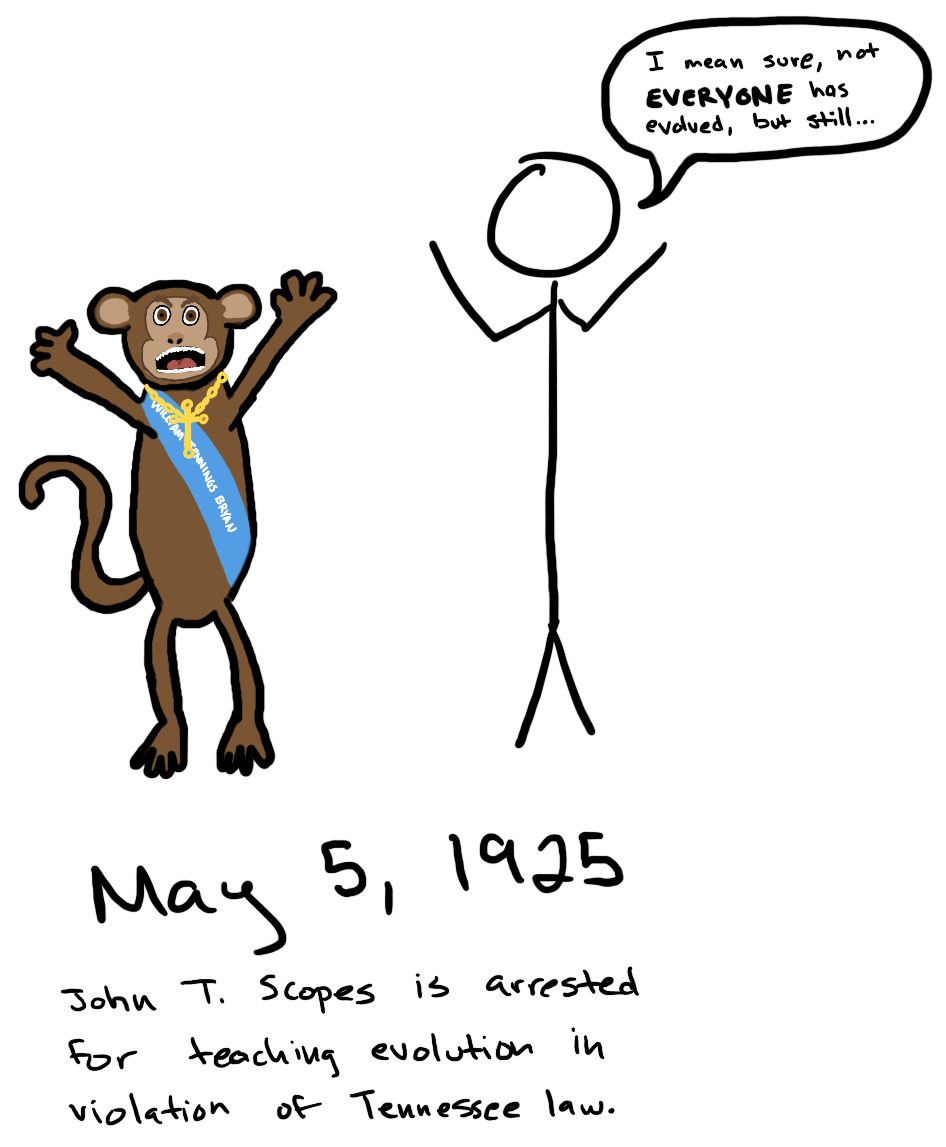 I mean sure, not
EVERYONE has
evolved, but still...
WILLIAM JENNINGS BRYAN
May 5, 1925
John T. Scopes is arrested
for teaching evolution in
violation of Tennessee law.